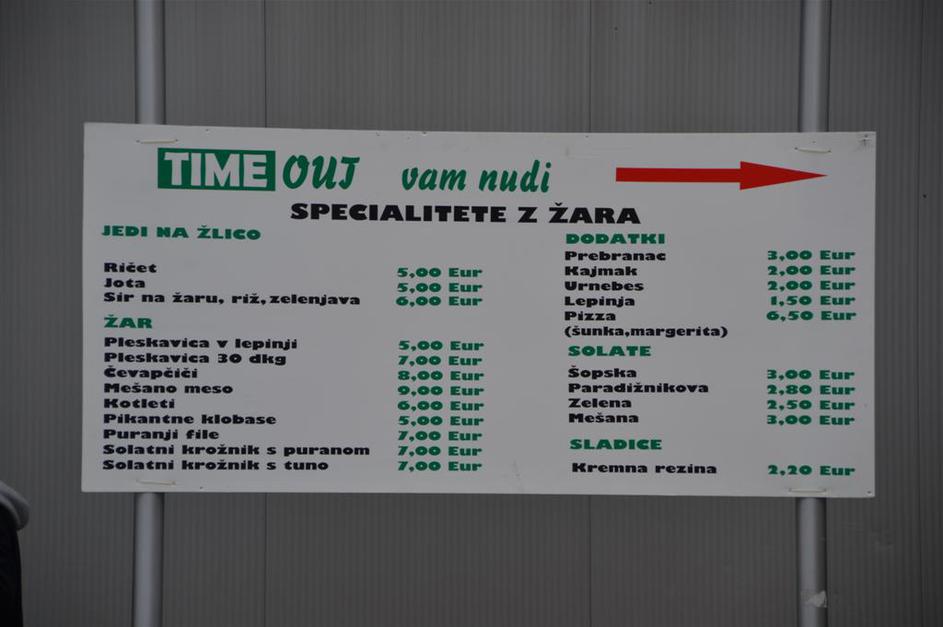 TIME OUT vam nudi
SPECIALITETE Z ŽARA
JEDI NA ŽLICO
Ričet 5,00 Eur
Jota 5,00 Eur
Sir na žaru, riž,zelenjava 6,00 Eur
ŽAR
Pleskavica v lepinji 5,00 Eur
Pleskavica 30 dkg 7,00 Eur
Čevapčiči 8,00 Eur
Mešano meso 9,00 Eur
Kotleti 6,00 Eur
Pikantne klobase 5,00 Eur
Puranji file 7,00 Eur
Solatni krožnik s puranom 7,00 Eur
Solatni krožnik s tuno 7,00 Eur
DODATKI
Prebranac 3,00 Eur
Kajmak 2,00 Eur
Urnebes 2,00 Eur
Lepinja 1,50 Eur
Pizza 6,50 Eur
(šunka,margerita)
SOLATE
Šopska 3,00 Eur
Paradižnikova 2,80 Eur
Zelena 2,50 Eur
Mešana 3,00 Eur
SLADICE
Kremna rezina 2,20 Eur